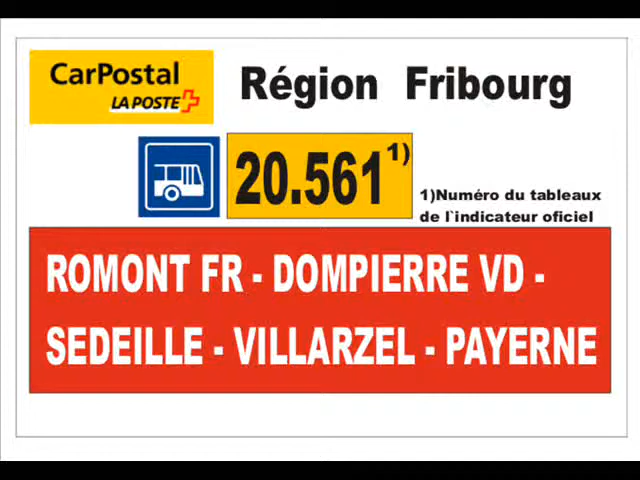 CarPostal
LA POSTE
Région Fribourg
20.561 1)
1)Numéro du tableaux
de l`indicateur oficiel
ROMONT FR - DOMPIERRE VD -
SEDEILLE - VILLARZEL - PAYERNE